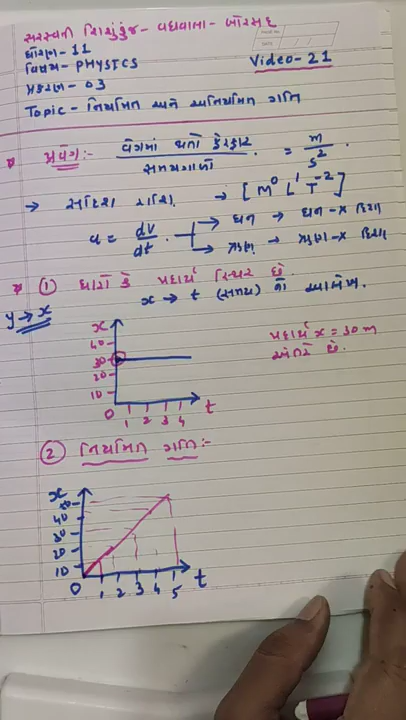 સરસ્વતી શિશુકુંજ - વઘવાલા - બોરસદ
ધોરણ - 11
વિષય - PHYSICS
Video - 21
પ્રકરણ - 03
Topic - નિયમિત અને અનિયમિત ગતિ
પ્રવેગ :- વેગમાં થતો ફેરફાર / સમયગાળો = m / s²
→ સદિશ રાશિ → [M⁰ L¹ T⁻²]
a = dv / dt → ધન → ધન - x દિશા
→ ઋણ → ઋણ - x દિશા
① ધારો કે પદાર્થ સ્થિર છે.
y → x
x → t (સમય) નો આલેખ.
x
40
30
20
10
0 1 2 3 4 t
પદાર્થ x = 30 m
અંતરે છે.
② નિયમિત ગતિ :-
x
50
40
30
20
10
0 1 2 3 4 5 t